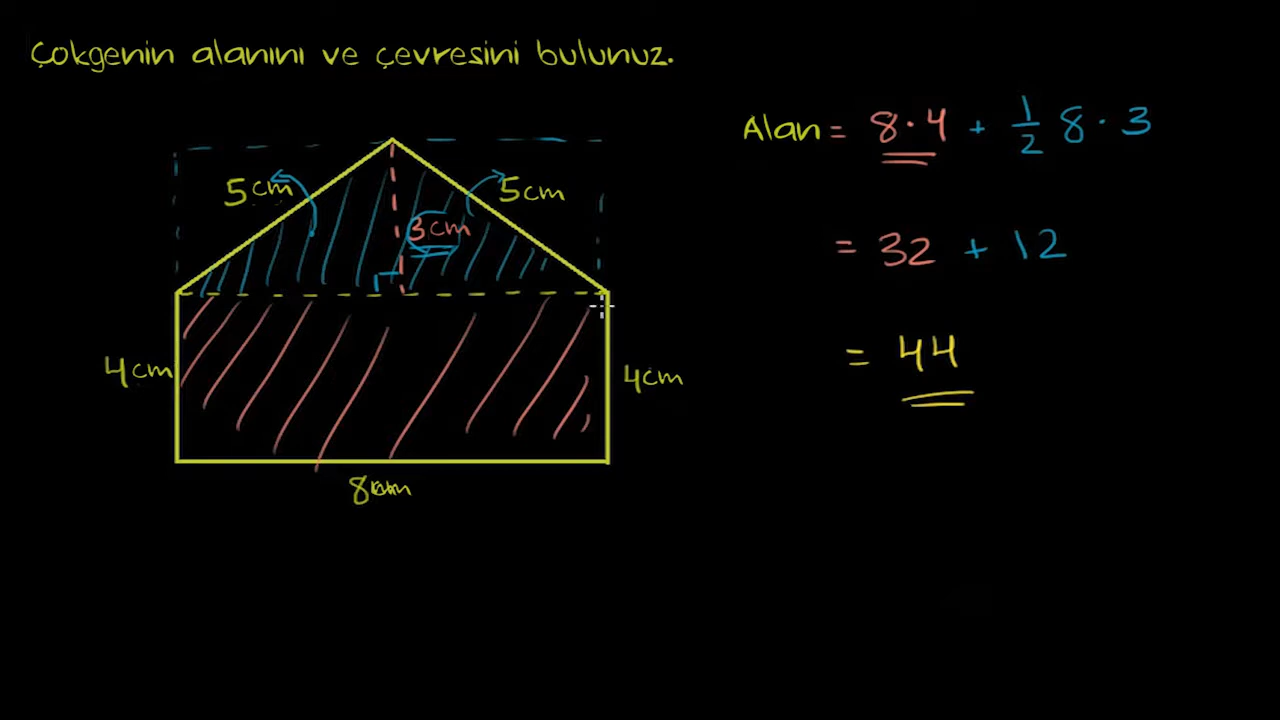 Çokgenin alanını ve çevresini bulunuz.
Alan = 8 · 4 + 1/2 8 · 3
= 32 + 12
= 44
5cm
5cm
3cm
4cm
4cm
8cm